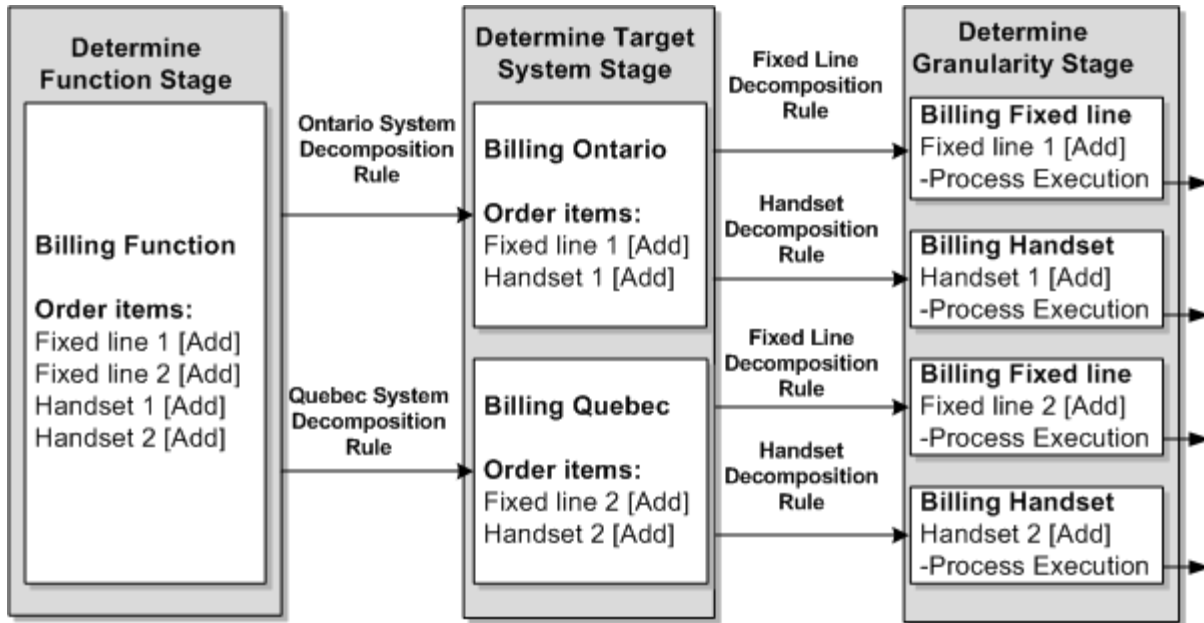 Determine
Function Stage
Billing Function
Order items:
Fixed line 1 [Add]
Fixed line 2 [Add]
Handset 1 [Add]
Handset 2 [Add]
Ontario System
Decomposition
Rule
Quebec System
Decomposition
Rule
Determine Target
System Stage
Billing Ontario
Order items:
Fixed line 1 [Add]
Handset 1 [Add]
Billing Quebec
Order items:
Fixed line 2 [Add]
Handset 2 [Add]
Fixed Line
Decomposition
Rule
Handset
Decomposition
Rule
Fixed Line
Decomposition
Rule
Handset
Decomposition
Rule
Determine
Granularity Stage
Billing Fixed line
Fixed line 1 [Add]
-Process Execution
Billing Handset
Handset 1 [Add]
-Process Execution
Billing Fixed line
Fixed line 2 [Add]
-Process Execution
Billing Handset
Handset 2 [Add]
-Process Execution